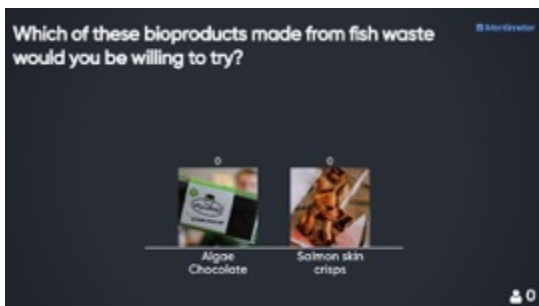 Which of these bioproducts made from fish waste
would you be willing to try?
Mentimeter
0
0
Algae
Chocolate
Salmon skin
crisps
0